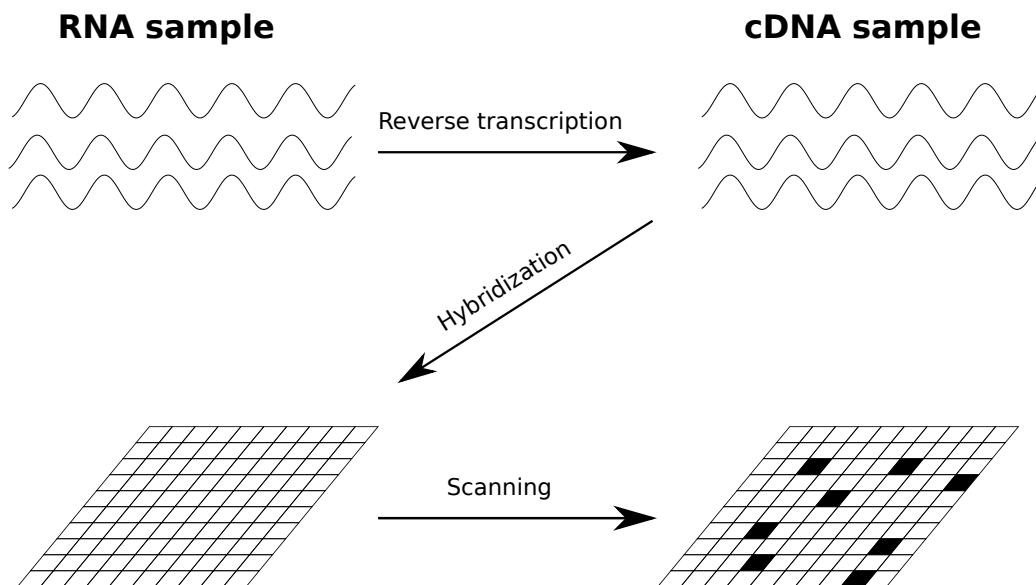 RNA sample
cDNA sample
Reverse transcription
Hybridization
Scanning